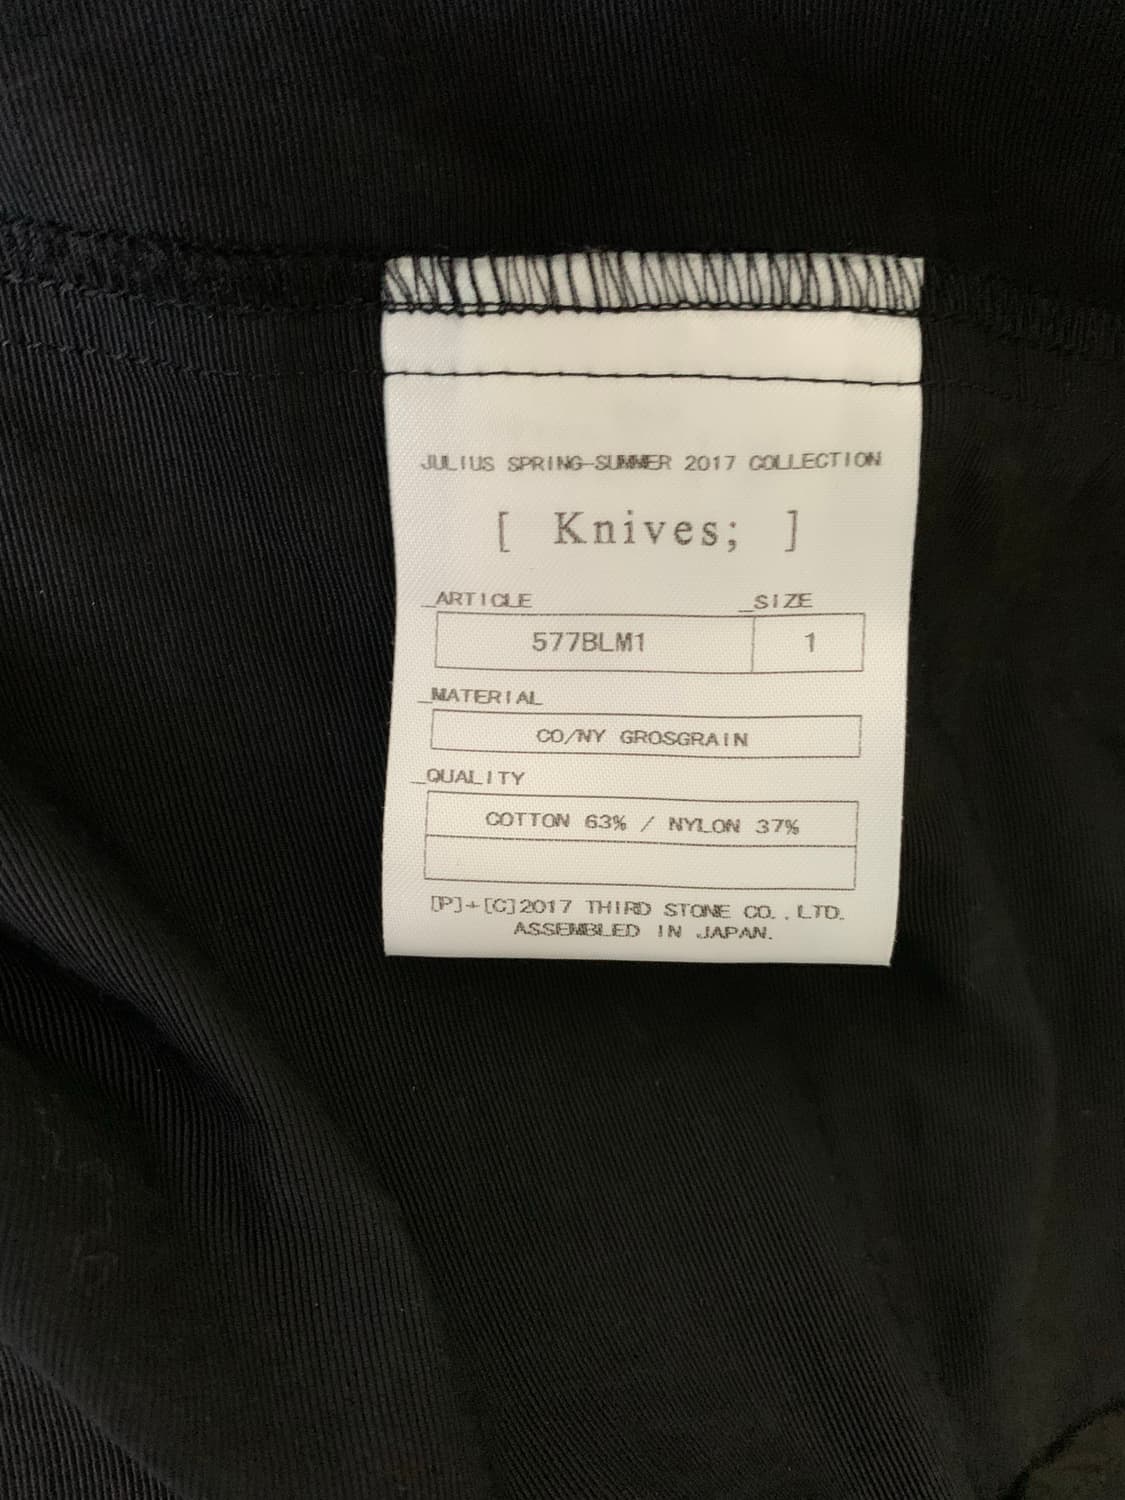 JULIUS SPRING-SUMMER 2017 COLLECTION
[ Knives; ]
_ARTICLE _SIZE
577BLM1 1
_MATERIAL
CO/NY GROSGRAIN
_QUALITY
COTTON 63% / NYLON 37%
[P]+[C]2017 THIRD STONE CO.,LTD.
ASSEMBLED IN JAPAN.